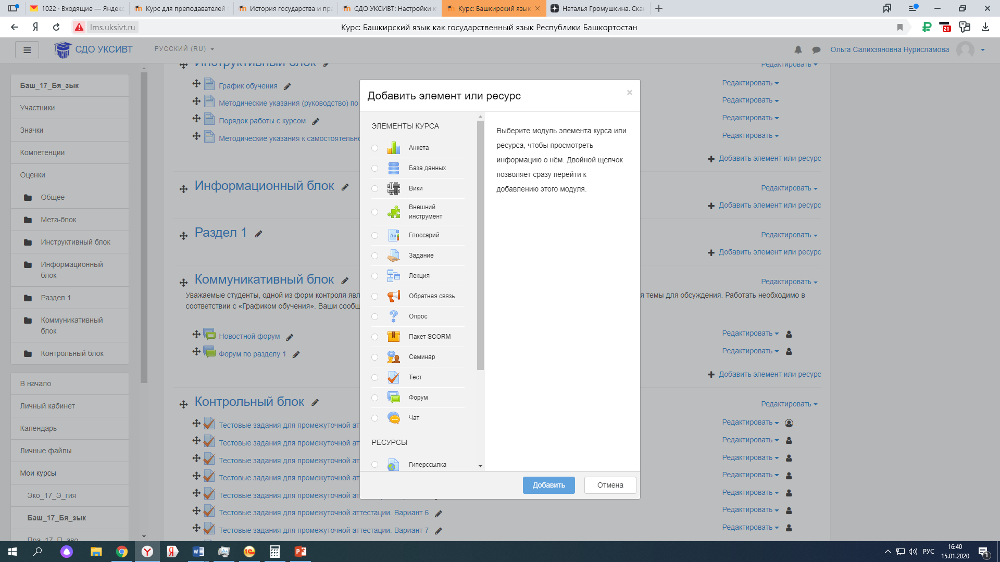 1022 · Входящие — Яндекс
Курс для преподавателей
История государства и пра
СДО УКСИВТ: Настройки к
Курс: Башкирский язык
Наталья Громушкина. Ска
lms.uksivt.ru
Курс: Башкирский язык как государственный язык Республики Башкортостан
21
СДО УКСИВТ
РУССКИЙ (RU)
Ольга Салихзяновна Нурисламова
Баш_17_Бя_зык
Участники
Значки
Компетенции
Оценки
Общее
Мета-блок
Инструктивный блок
Информационный
блок
Раздел 1
Коммуникативный
блок
Контрольный блок
В начало
Личный кабинет
Календарь
Личные файлы
Мои курсы
Эко_17_Э_гия
Баш_17_Бя_зык
Пра_17_П_аво
Инструктивный блок
Редактировать
График обучения
Редактировать
Методические указания (руководство) по
Редактировать
Порядок работы с курсом
Редактировать
Методические указания к самостоятельно
Редактировать
Добавить элемент или ресурс
Информационный блок
Редактировать
Добавить элемент или ресурс
Раздел 1
Редактировать
Добавить элемент или ресурс
Коммуникативный блок
Редактировать
Уважаемые студенты, одной из форм контроля явл
я темы для обсуждения. Работать необходимо в
соответствии с «Графиком обучения». Ваши сообщ
Новостной форум
Редактировать
Форум по разделу 1
Редактировать
Добавить элемент или ресурс
Контрольный блок
Редактировать
Тестовые задания для промежуточной ат
Редактировать
Тестовые задания для промежуточной ат
Редактировать
Тестовые задания для промежуточной ат
Редактировать
Тестовые задания для промежуточной ат
Редактировать
Тестовые задания для промежуточной ат
Редактировать
Тестовые задания для промежуточной аттестации. Вариант 6
Редактировать
Тестовые задания для промежуточной аттестации. Вариант 7
Редактировать
Добавить элемент или ресурс
×
ЭЛЕМЕНТЫ КУРСА
Анкета
База данных
Вики
Внешний
инструмент
Глоссарий
Задание
Лекция
Обратная связь
Опрос
Пакет SCORM
Семинар
Тест
Форум
Чат
РЕСУРСЫ
Гиперссылка
Выберите модуль элемента курса или
ресурса, чтобы просмотреть
информацию о нём. Двойной щелчок
позволяет сразу перейти к
добавлению этого модуля.
Добавить
Отмена
РУС
16:40
15.01.2020
1